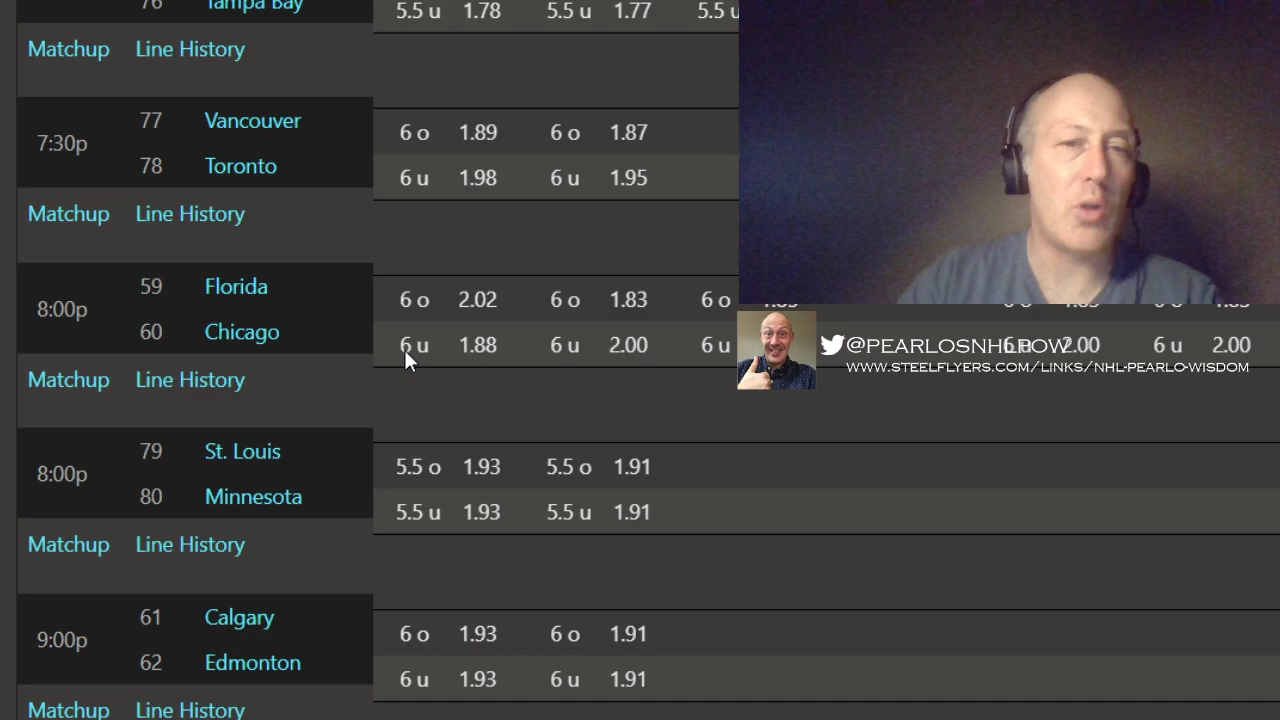 76 Tampa Bay 5.5 u 1.78 5.5 u 1.77 5.5 u
Matchup Line History
7:30p
77 Vancouver 6 o 1.89 6 o 1.87
78 Toronto 6 u 1.98 6 u 1.95
Matchup Line History
8:00p
59 Florida 6 o 2.02 6 o 1.83 6 o
60 Chicago 6 u 1.88 6 u 2.00 6 u 2.00 6 u 2.00
@PEARLOSNHLPOW
WWW.STEELFLYERS.COM/LINKS/NHL-PEARLO-WISDOM
Matchup Line History
8:00p
79 St. Louis 5.5 o 1.93 5.5 o 1.91
80 Minnesota 5.5 u 1.93 5.5 u 1.91
Matchup Line History
9:00p
61 Calgary 6 o 1.93 6 o 1.91
62 Edmonton 6 u 1.93 6 u 1.91
Matchup Line History